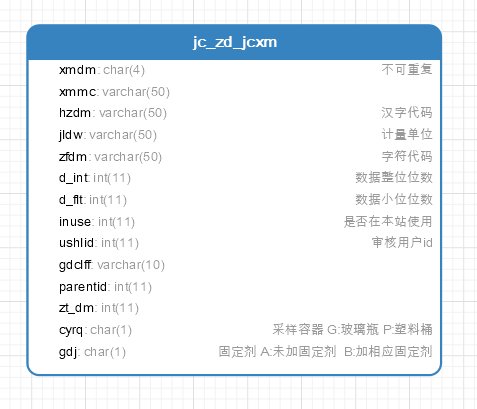 jc_zd_jcxm
xmdm: char(4) 不可重复
xmmc: varchar(50)
hzdm: varchar(50) 汉字代码
jldw: varchar(50) 计量单位
zfdm: varchar(50) 字符代码
d_int: int(11) 数据整位位数
d_flt: int(11) 数据小位位数
inuse: int(11) 是否在本站使用
ushlid: int(11) 审核用户id
gdclff: varchar(10)
parentid: int(11)
zt_dm: int(11)
cyrq: char(1) 采样容器 G:玻璃瓶 P:塑料桶
gdj: char(1) 固定剂 A:未加固定剂 B:加相应固定剂